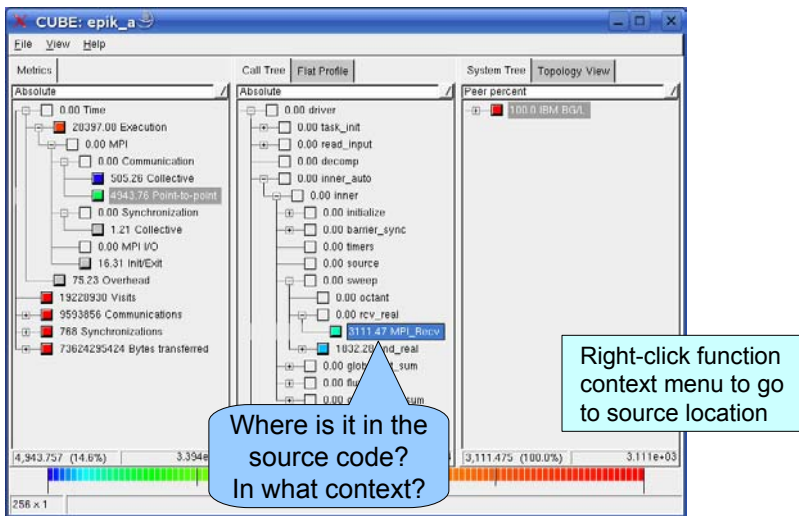 CUBE: epik_a
File View Help
Metrics
Call Tree Flat Profile
System Tree Topology View
Absolute
Absolute
Peer percent
0.00 Time
20397.00 Execution
0.00 MPI
0.00 Communication
505.26 Collective
4943.76 Point-to-point
0.00 Synchronization
1.21 Collective
0.00 MPI I/O
16.31 Init/Exit
75.23 Overhead
19220930 Visits
9593856 Communications
768 Synchronizations
73624295424 Bytes transferred
0.00 driver
0.00 task_init
0.00 read_input
0.00 decomp
0.00 inner_auto
0.00 inner
0.00 initialize
0.00 barrier_sync
0.00 timers
0.00 source
0.00 sweep
0.00 octant
0.00 rcv_real
3111.47 MPI_Recv
0.00
0.00
0.00
100.0 IBM BG/L
Right-click function
context menu to go
to source location
Where is it in the
source code?
In what context?
4,943.757 (14.6%)
3,111.475 (100.0%) 3.111e+03
256 x 1